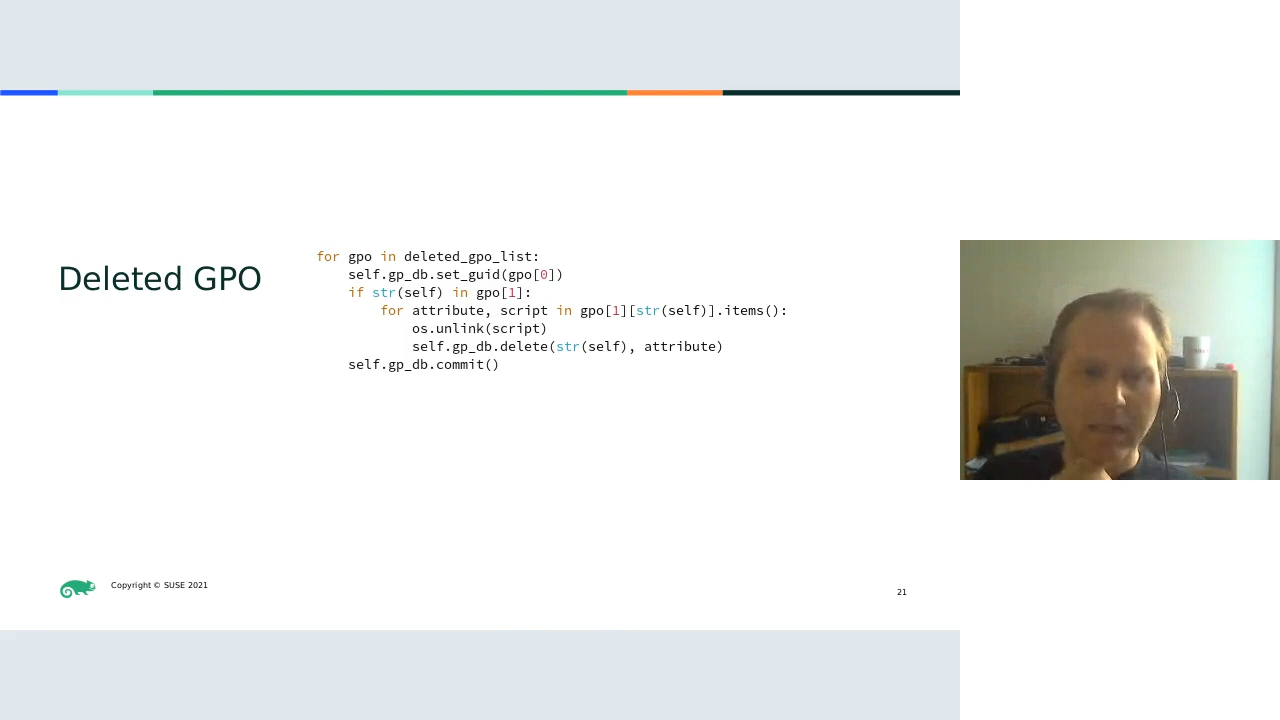 Deleted GPO
for gpo in deleted_gpo_list:
    self.gp_db.set_guid(gpo[0])
    if str(self) in gpo[1]:
        for attribute, script in gpo[1][str(self)].items():
            os.unlink(script)
            self.gp_db.delete(str(self), attribute)
    self.gp_db.commit()
Copyright © SUSE 2021
21